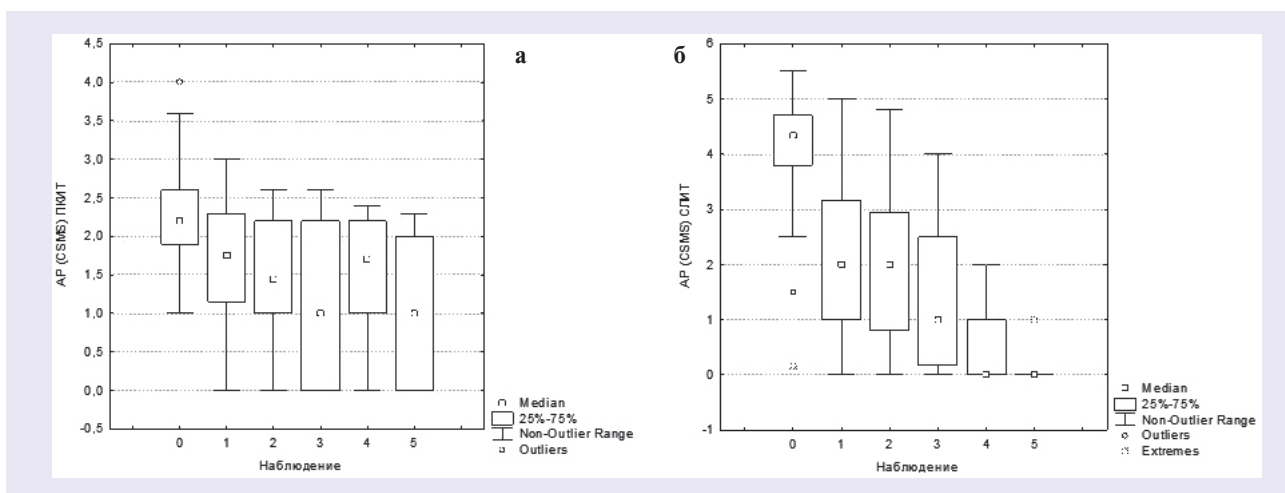 а
4,5
4,0
3,5
3,0
2,5
2,0
1,5
1,0
0,5
0,0
-0,5
АР (CSMS) ПКИТ
0 1 2 3 4 5
Наблюдение
Median
25%-75%
Non-Outlier Range
Outliers
б
6
5
4
3
2
1
0
-1
АР (CSMS) СЛИТ
0 1 2 3 4 5
Наблюдение
Median
25%-75%
Non-Outlier Range
Outliers
Extremes